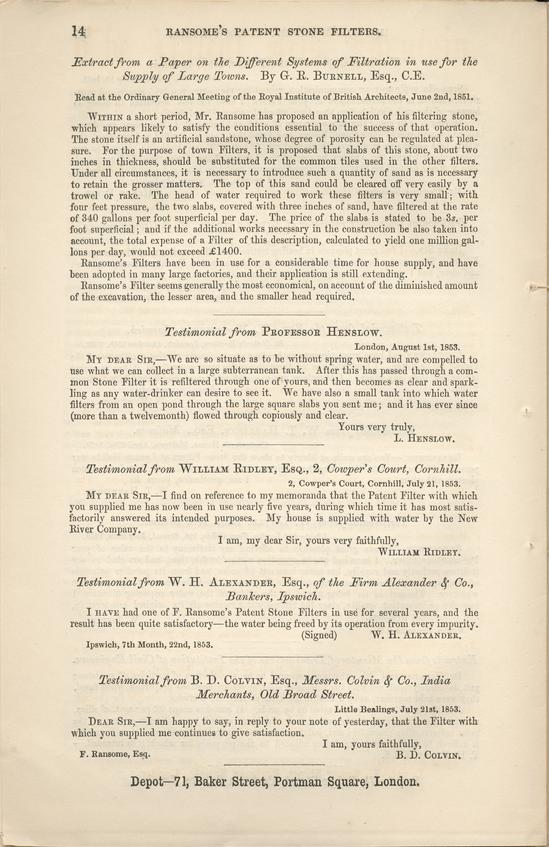 14
RANSOME'S PATENT STONE FILTERS.
Extract from a Paper on the Different Systems of Filtration in use for the
Supply of Large Towns. By G. R. BURNELL, Esq., C.E.
Read at the Ordinary General Meeting of the Royal Institute of British Architects, June 2nd, 1851.
WITHIN a short period, Mr. Ransome has proposed an application of his filtering stone,
which appears likely to satisfy the conditions essential to the success of that operation.
The stone itself is an artificial sandstone, whose degree of porosity can be regulated at plea-
sure. For the purpose of town Filters, it is proposed that slabs of this stone, about two
inches in thickness, should be substituted for the common tiles used in the other filters.
Under all circumstances, it is necessary to introduce such a quantity of sand as is necessary
to retain the grosser matters. The top of this sand could be cleared off very easily by a
trowel or rake. The head of water required to work these filters is very small; with
four feet pressure, the two slabs, covered with three inches of sand, have filtered at the rate
of 340 gallons per foot superficial per day. The price of the slabs is stated to be 3s. per
foot superficial; and if the additional works necessary in the construction be also taken into
account, the total expense of a Filter of this description, calculated to yield one million gal-
lons per day, would not exceed £1400.
Ransome's Filters have been in use for a considerable time for house supply, and have
been adopted in many large factories, and their application is still extending.
Ransome's Filter seems generally the most economical, on account of the diminished amount
of the excavation, the lesser area, and the smaller head required.
Testimonial from PROFESSOR HENSLOW.
London, August 1st, 1853.
MY DEAR SIR,—We are so situate as to be without spring water, and are compelled to
use what we can collect in a large subterranean tank. After this has passed through a com-
mon Stone Filter it is refiltered through one of yours, and then becomes as clear and spark-
ling as any water-drinker can desire to see it. We have also a small tank into which water
filters from an open pond through the large square slabs you sent me; and it has ever since
(more than a twelvemonth) flowed through copiously and clear.
Yours very truly,
L. HENSLOW.
Testimonial from WILLIAM RIDLEY, ESQ., 2, Cowper's Court, Cornhill.
2, Cowper's Court, Cornhill, July 21, 1853.
MY DEAR SIR,—I find on reference to my memoranda that the Patent Filter with which
you supplied me has now been in use nearly five years, during which time it has most satis-
factorily answered its intended purposes. My house is supplied with water by the New
River Company.
I am, my dear Sir, yours very faithfully,
WILLIAM RIDLEY.
Testimonial from W. H. ALEXANDER, Esq., of the Firm Alexander & Co.,
Bankers, Ipswich.
I HAVE had one of F. Ransome's Patent Stone Filters in use for several years, and the
result has been quite satisfactory—the water being freed by its operation from every impurity.
(Signed) W. H. ALEXANDER.
Ipswich, 7th Month, 22nd, 1853.
Testimonial from B. D. COLVIN, Esq., Messrs. Colvin & Co., India
Merchants, Old Broad Street.
Little Bealings, July 21st, 1853.
DEAR SIR,—I am happy to say, in reply to your note of yesterday, that the Filter with
which you supplied me continues to give satisfaction.
I am, yours faithfully,
F. Ransome, Esq. B. D. COLVIN.
Depot—71, Baker Street, Portman Square, London.